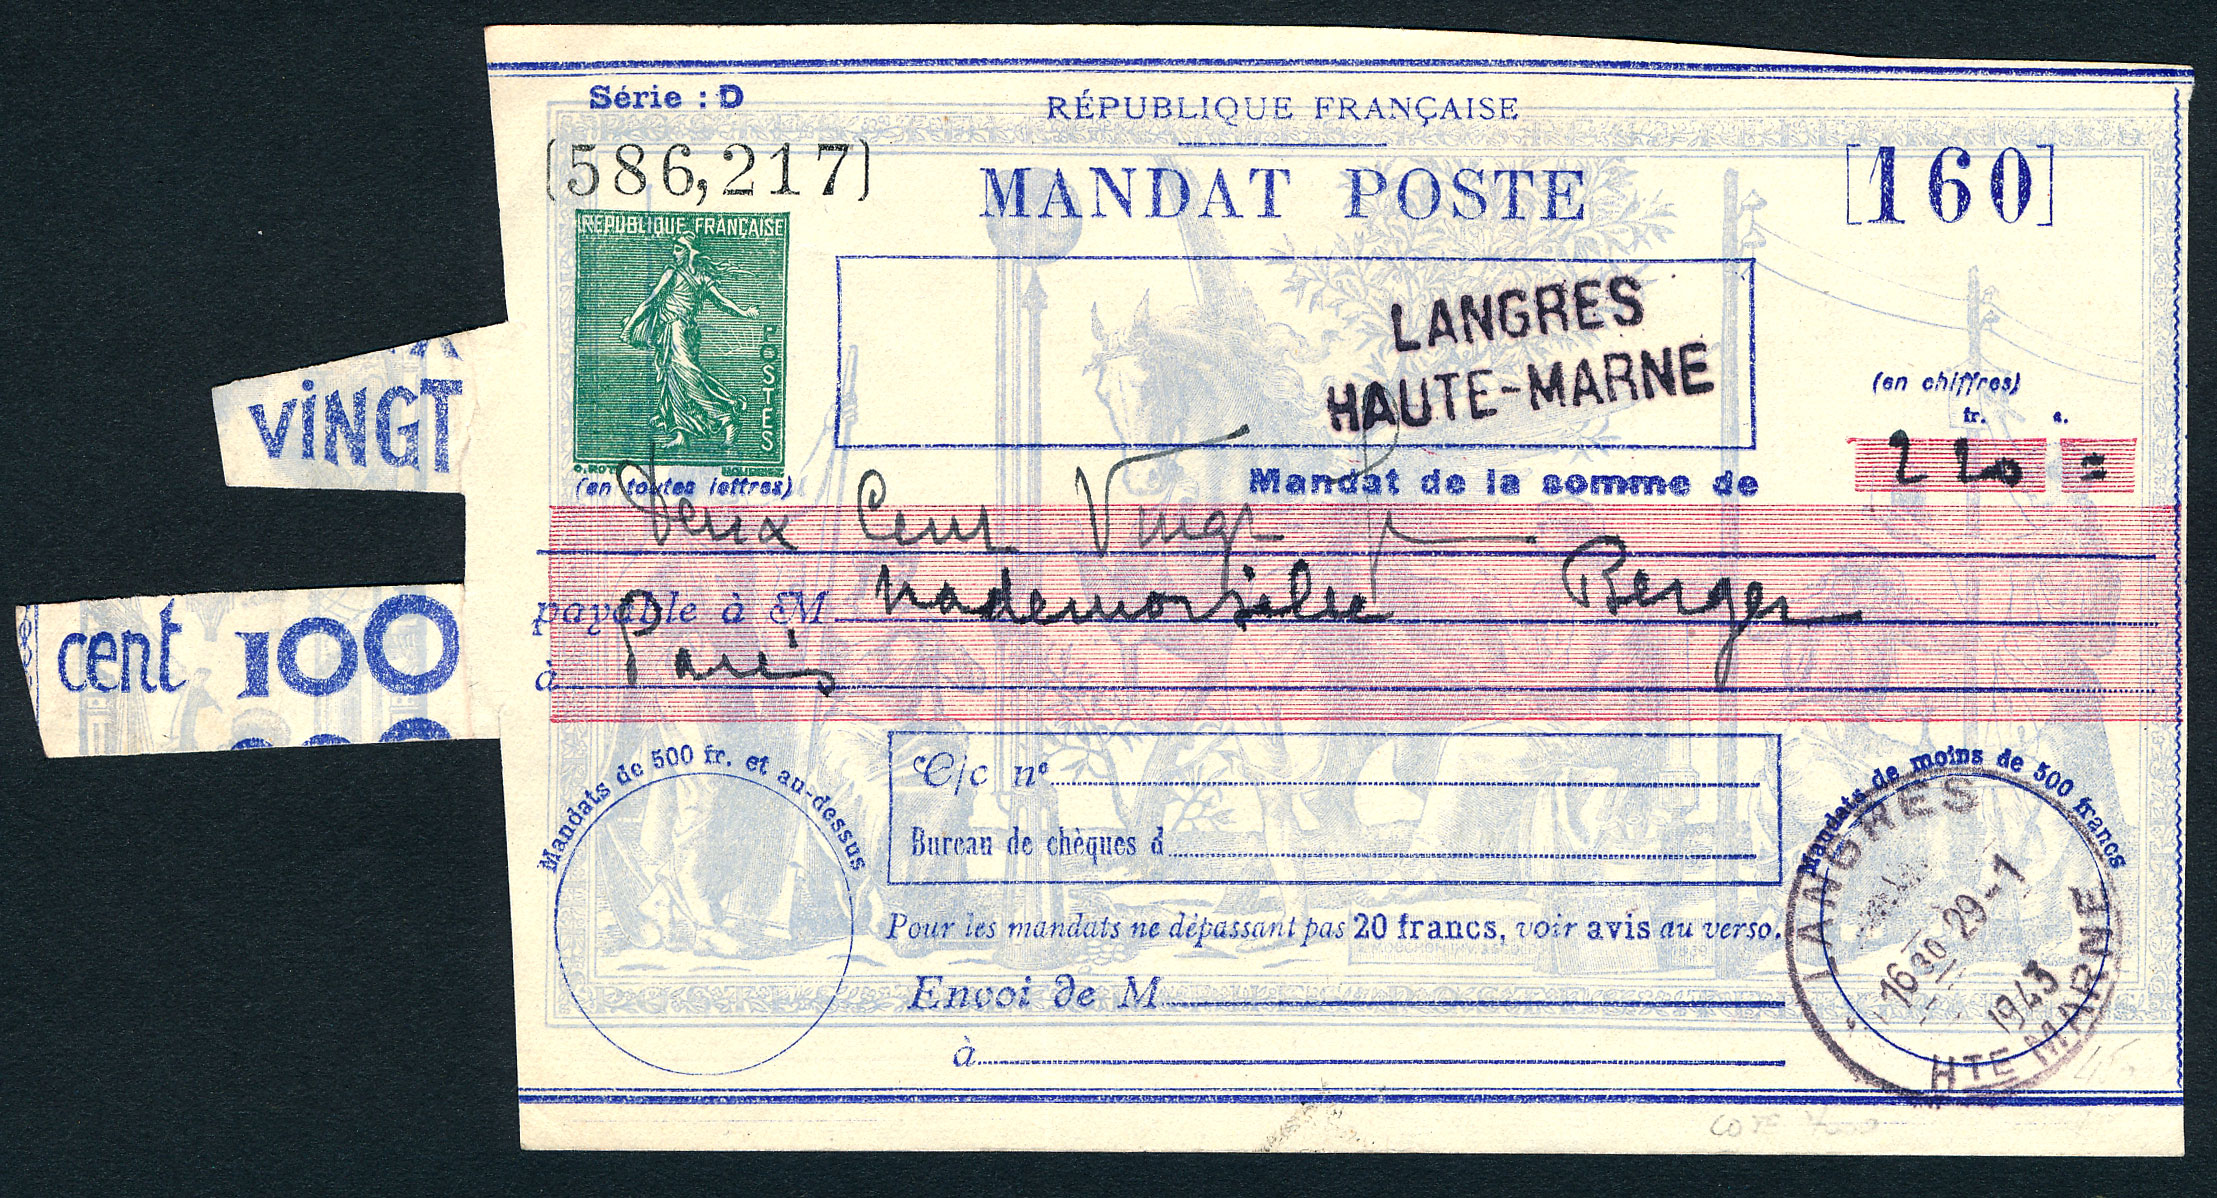 Série : D
RÉPUBLIQUE FRANÇAISE
(586,217)
MANDAT POSTE
[160]
RÉPUBLIQUE FRANÇAISE
POSTES
LANGRES
HAUTE-MARNE
(en chiffres)
fr. c.
VINGT
O. ROTY
(en toutes lettres)
Mandat de la somme de
220 =
Deux Cent Vingt f
payable à M Mademoiselle Berger
à Paris
cent 100
Mandats de 500 fr. et au-dessus
C/c nº
Bureau de chèques d
Mandats de moins de 500 francs
LANGRES
16 30 29-1
1943
HTE MARNE
Pour les mandats ne dépassant pas 20 francs, voir avis au verso.
Envoi de M
à